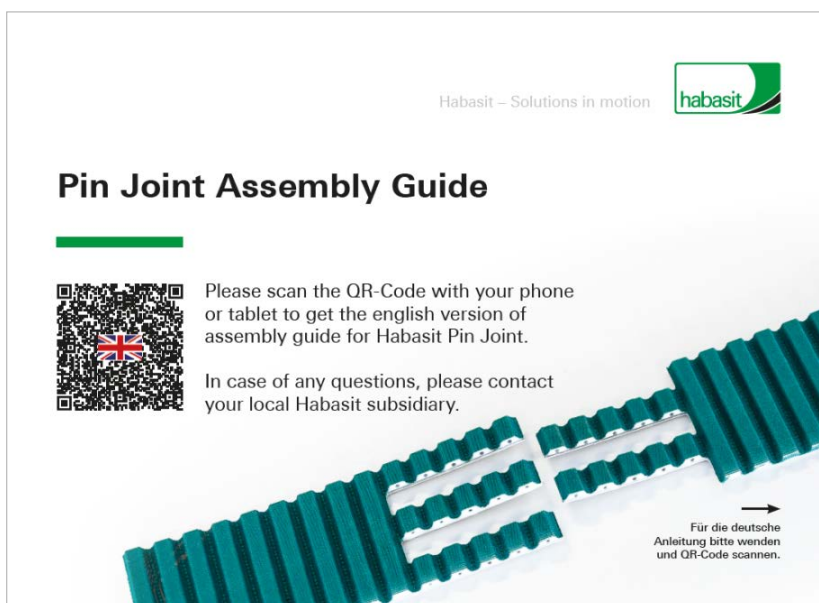 Habasit – Solutions in motion
habasit
Pin Joint Assembly Guide
Please scan the QR-Code with your phone
or tablet to get the english version of
assembly guide for Habasit Pin Joint.
In case of any questions, please contact
your local Habasit subsidiary.
Für die deutsche
Anleitung bitte wenden
und QR-Code scannen.